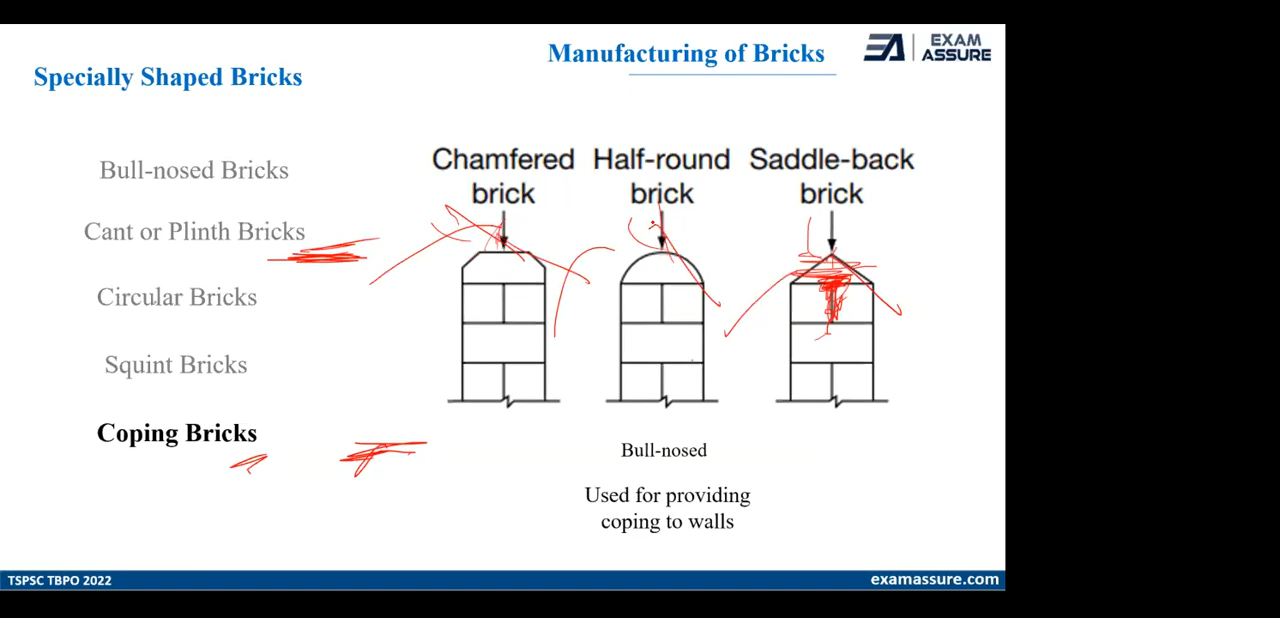 Manufacturing of Bricks
EXAM
ASSURE
Specially Shaped Bricks
Bull-nosed Bricks
Cant or Plinth Bricks
Circular Bricks
Squint Bricks
Coping Bricks
Chamfered
brick
Half-round
brick
Saddle-back
brick
Bull-nosed
Used for providing
coping to walls
TSPSC TBPO 2022
examassure.com